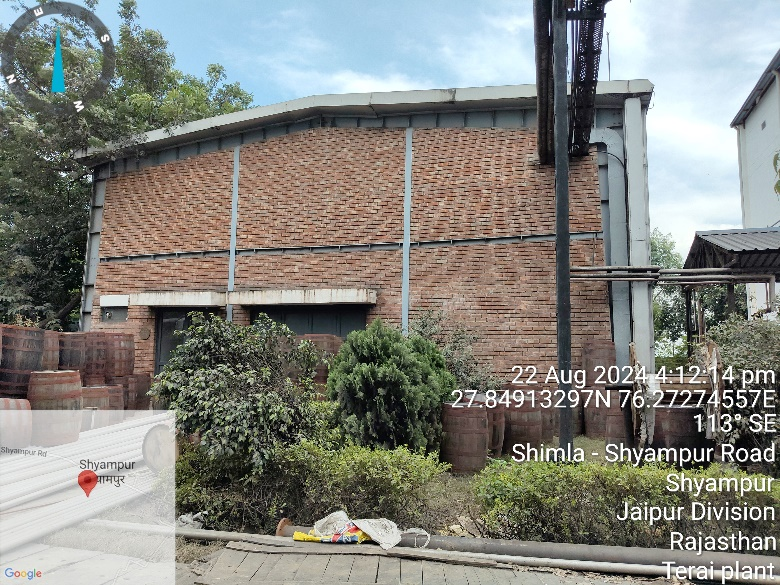 N
E
S
W
22 Aug 2024 4:12:14 pm
27.84913297N 76.27274557E
113° SE
Shimla - Shyampur Road
Shyampur
Jaipur Division
Rajasthan
Terai plant
Shyampur Rd
Shyampur
Google